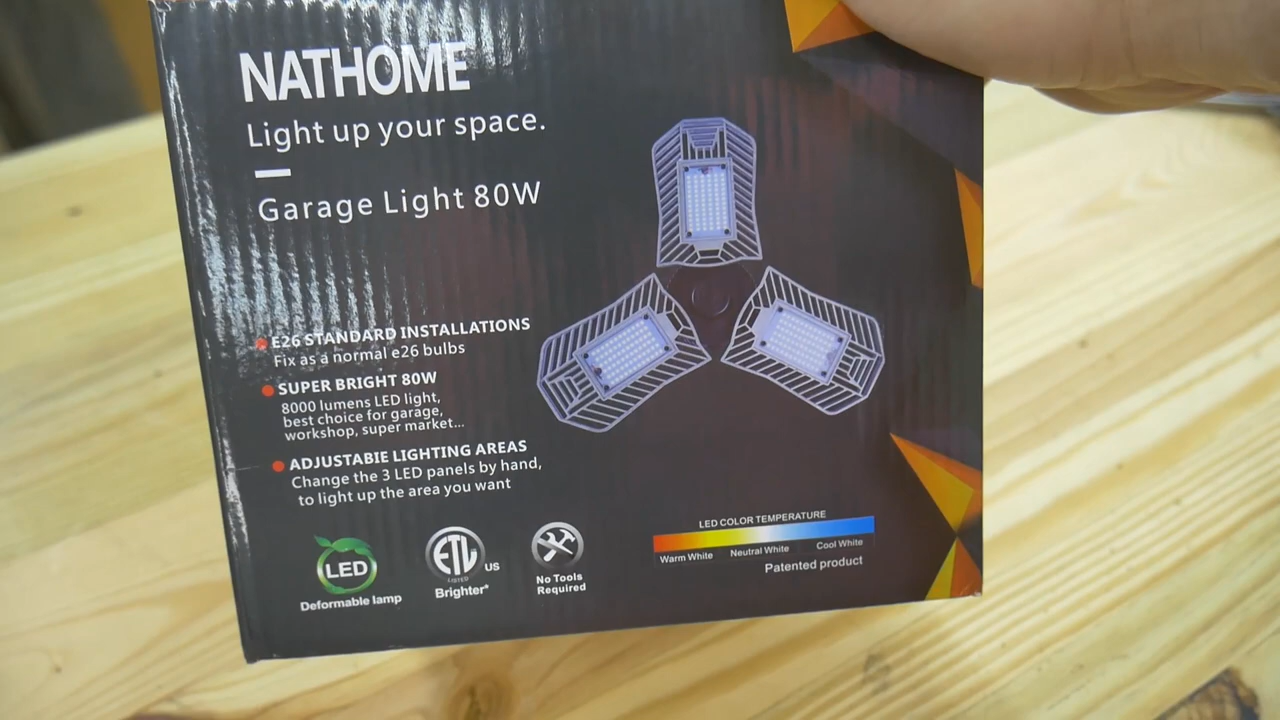 NATHOME
Light up your space.
Garage Light 80W
E26 STANDARD INSTALLATIONS
Fix as a normal e26 bulbs
SUPER BRIGHT 80W
8000 lumens LED light,
best choice for garage,
workshop, super market...
ADJUSTABIE LIGHTING AREAS
Change the 3 LED panels by hand,
to light up the area you want
LED
Deformable lamp
ETL
LISTED
US
Brighter*
No Tools
Required
LED COLOR TEMPERATURE
Warm White Neutral White Cool White
Patented product